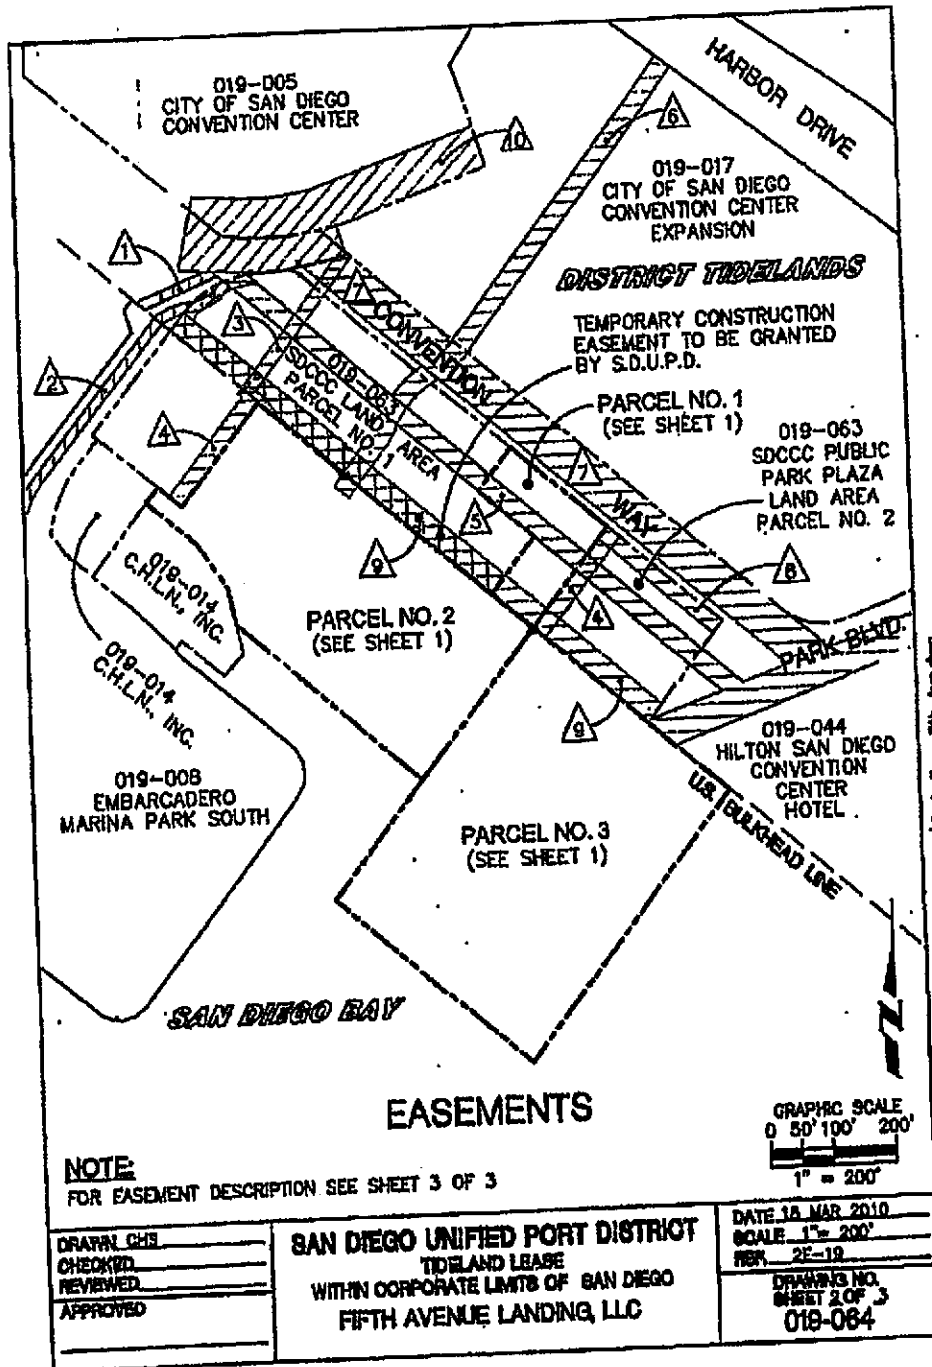 019-005
CITY OF SAN DIEGO
CONVENTION CENTER
HARBOR DRIVE
10
6
019-017
CITY OF SAN DIEGO
CONVENTION CENTER
EXPANSION
DISTRICT TIDELANDS
1
TEMPORARY CONSTRUCTION
EASEMENT TO BE GRANTED
BY S.D.U.P.D.
7
CONVENTION
WAY
3
019-063
SDCCC LAND AREA
PARCEL NO. 1
PARCEL NO. 1
(SEE SHEET 1)
2
4
7
019-063
SDCCC PUBLIC
PARK PLAZA
LAND AREA
PARCEL NO. 2
5
9
8
4
019-014
C.H.L.N., INC.
PARCEL NO. 2
(SEE SHEET 1)
PARK BLVD.
019-014
C.H.L.N., INC.
9
019-044
HILTON SAN DIEGO
CONVENTION
CENTER
HOTEL
019-008
EMBARCADERO
MARINA PARK SOUTH
U.S. BULKHEAD LINE
PARCEL NO. 3
(SEE SHEET 1)
SAN DIEGO BAY
EASEMENTS
GRAPHIC SCALE
0 50' 100' 200'
1" = 200'
NOTE:
FOR EASEMENT DESCRIPTION SEE SHEET 3 OF 3
DRAWN CHS
CHECKED
REVIEWED
APPROVED
SAN DIEGO UNIFIED PORT DISTRICT
TIDELAND LEASE
WITHIN CORPORATE LIMITS OF SAN DIEGO
FIFTH AVENUE LANDING, LLC
DATE 18 MAR 2010
SCALE 1" = 200'
REF. 2F-19
DRAWING NO.
SHEET 2 OF 3
019-064